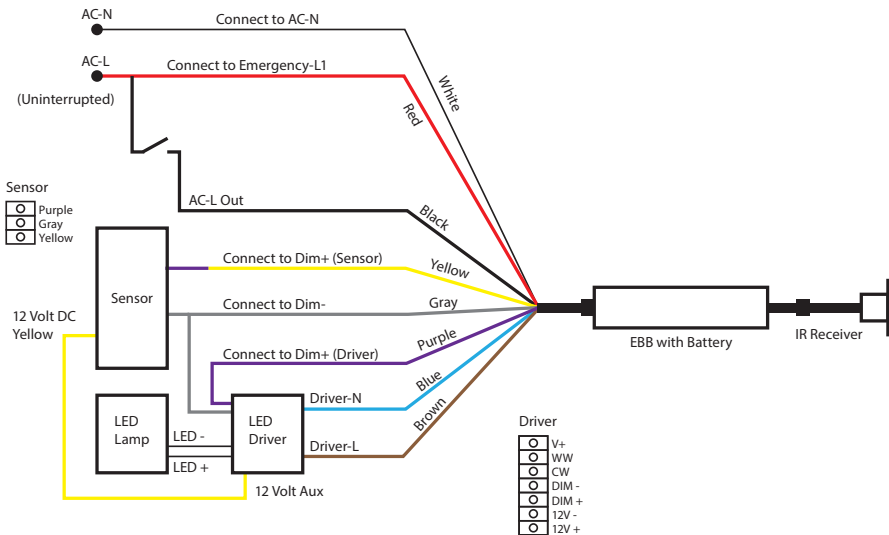 AC-N
Connect to AC-N
AC-L
Connect to Emergency-L1
(Uninterrupted)
White
Red
Sensor
Purple
Gray
Yellow
AC-L Out
Black
Connect to Dim+ (Sensor)
Yellow
Sensor
Connect to Dim-
Gray
12 Volt DC
Yellow
EBB with Battery
IR Receiver
Connect to Dim+ (Driver)
Purple
Driver-N
Blue
LED
Lamp
LED -
LED +
LED
Driver
Driver-L
Brown
12 Volt Aux
Driver
V+
WW
CW
DIM -
DIM +
12V -
12V +